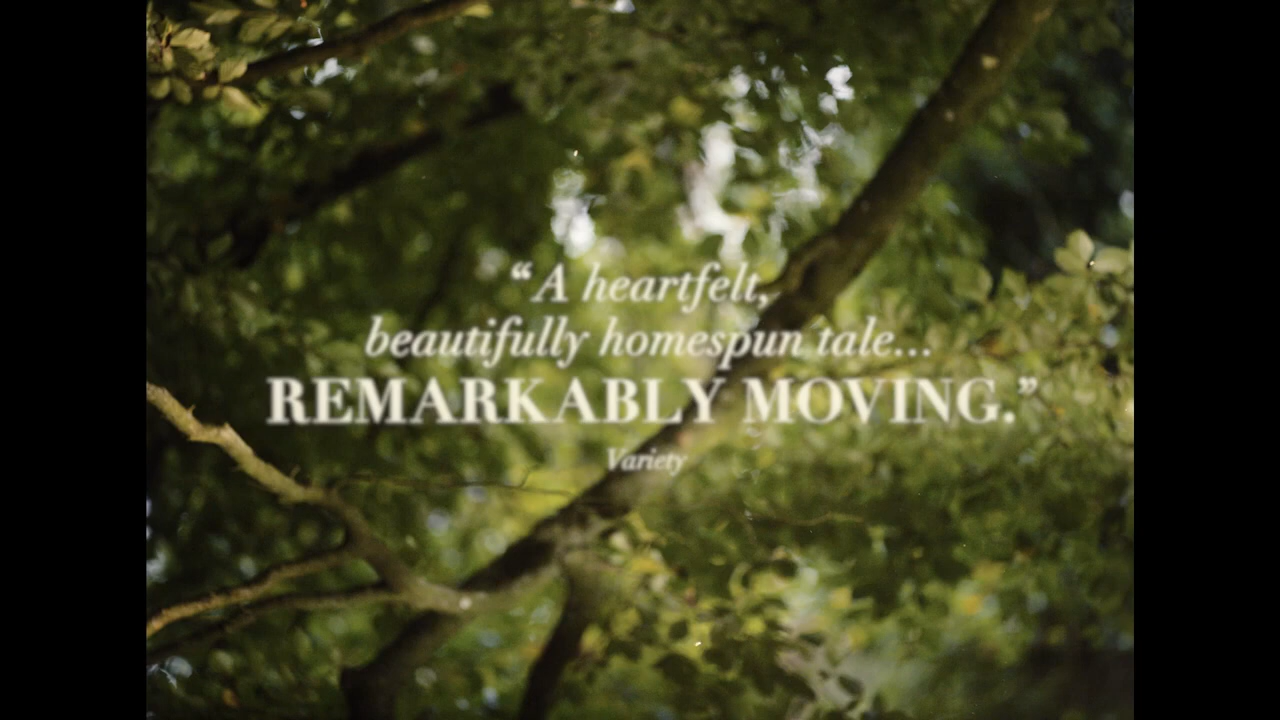 “A heartfelt,
beautifully homespun tale...
REMARKABLY MOVING.”
Variety